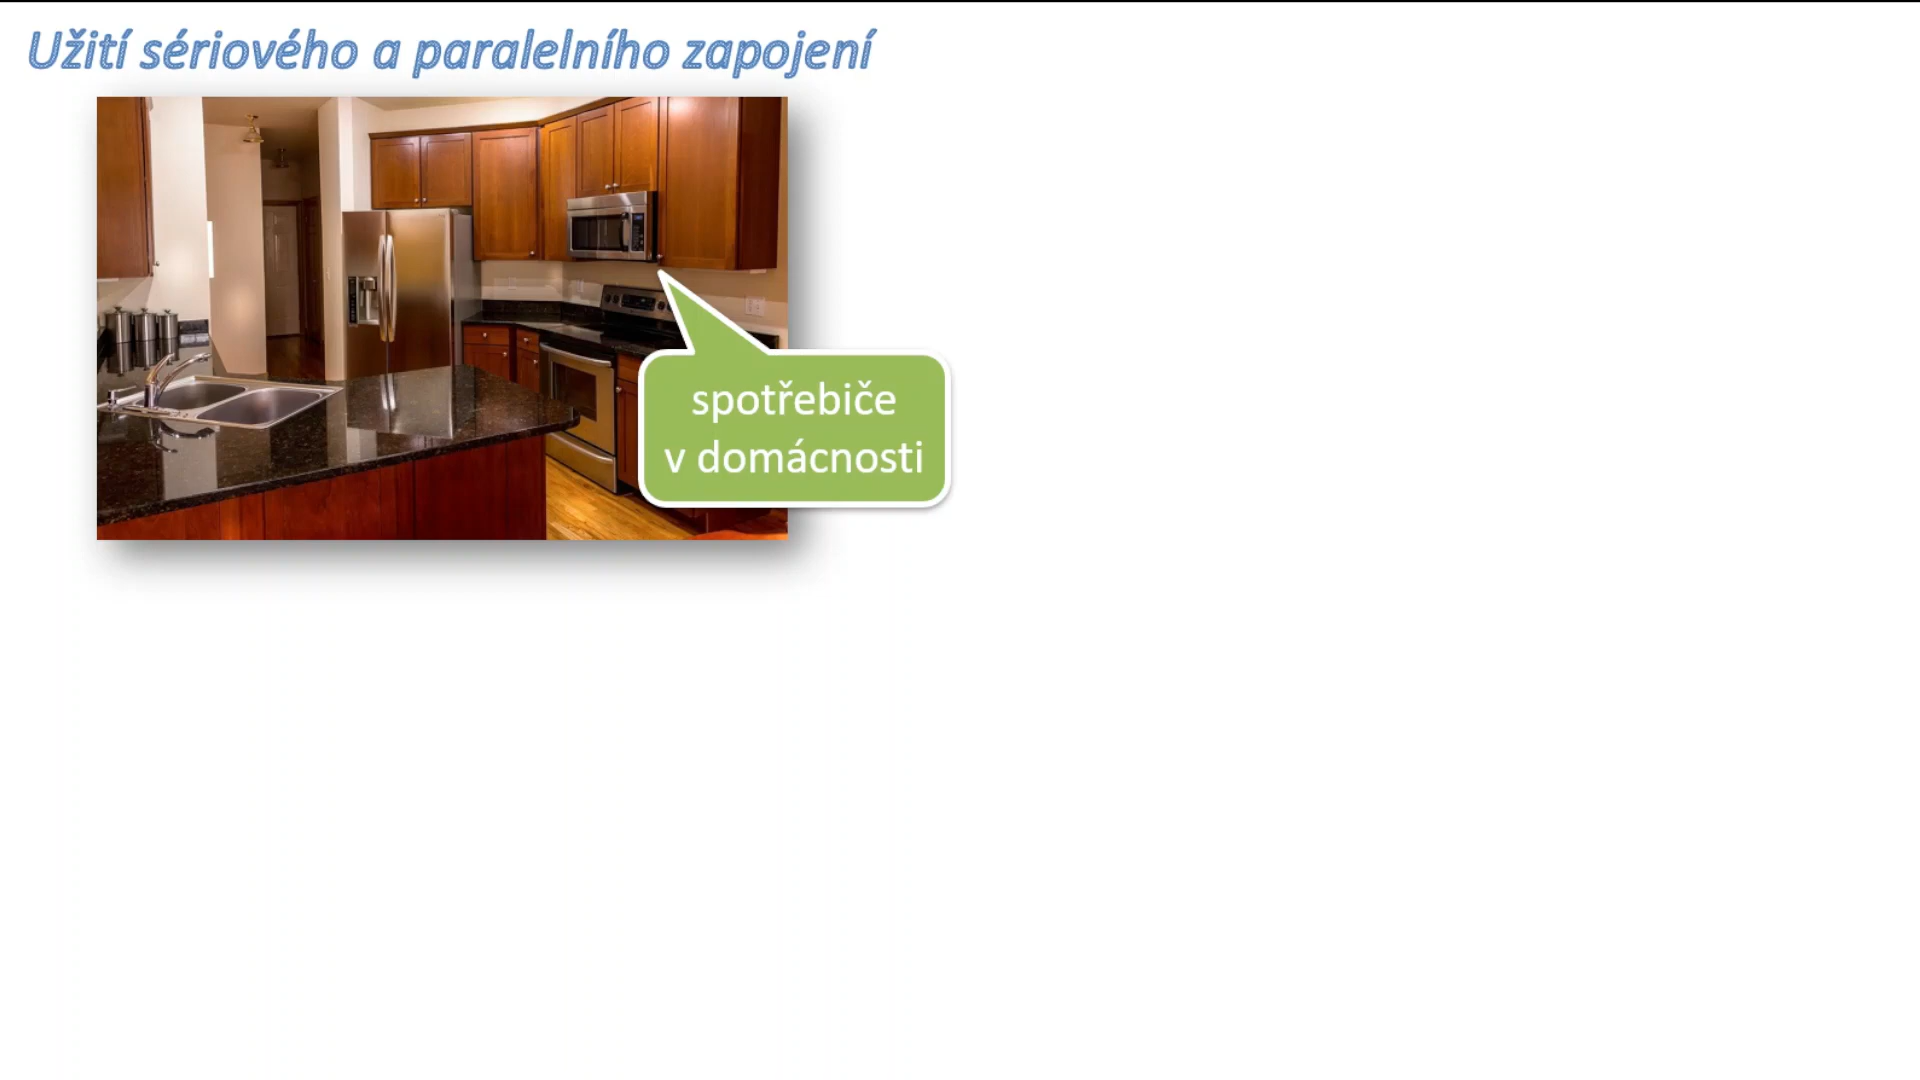 Užití sériového a paralelního zapojení
spotřebiče
v domácnosti